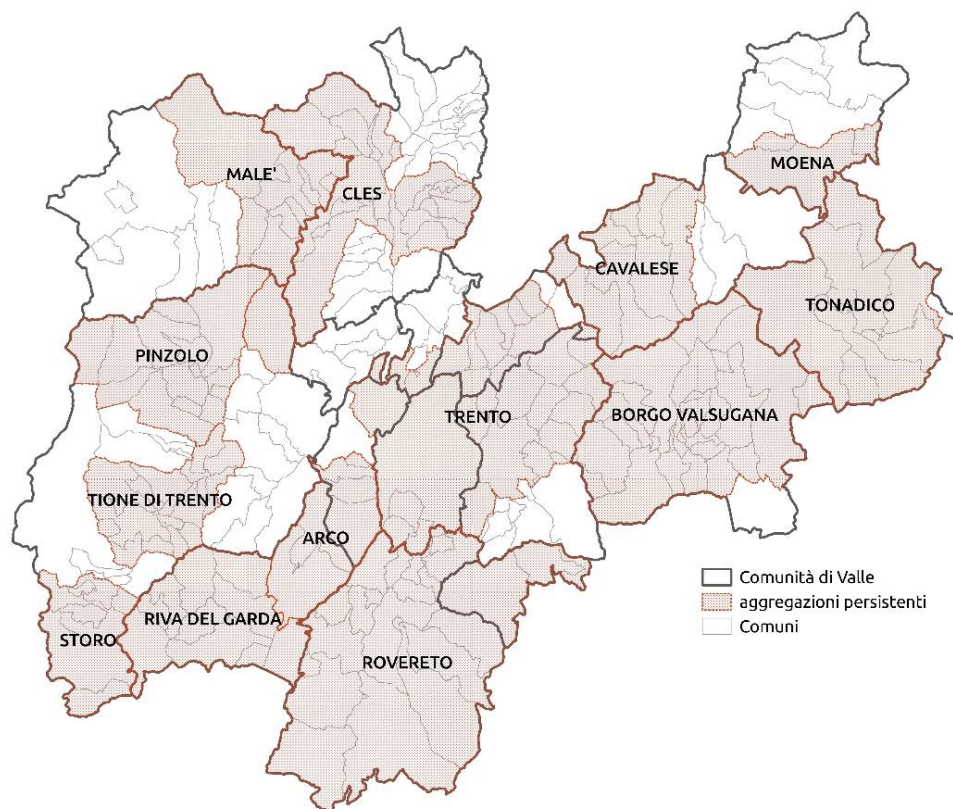 MOENA
MALE'
CLES
CAVALESE
TONADICO
PINZOLO
TRENTO
BORGO VALSUGANA
TIONE DI TRENTO
ARCO
Comunità di Valle
aggregazioni persistenti
Comuni
RIVA DEL GARDA
STORO
ROVERETO